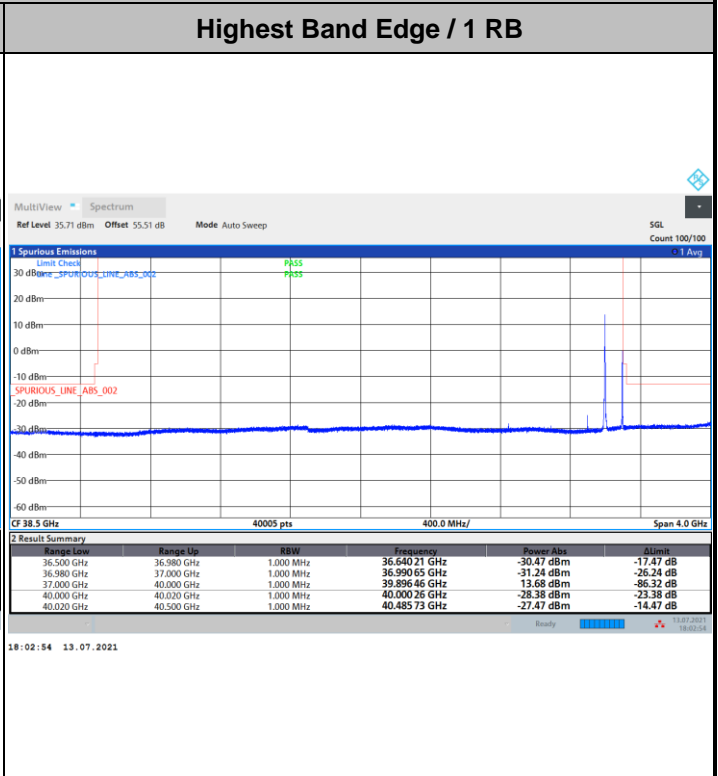 Highest Band Edge / 1 RB
MultiView Spectrum
Ref Level 35.71 dBm Offset 55.51 dB Mode Auto Sweep SGL
Count 100/100
1 Spurious Emissions 1 Avg
Limit Check PASS
30 dBm Line _SPURIOUS_LINE_ABS_002 PASS
20 dBm
10 dBm
0 dBm
-10 dBm
_SPURIOUS_LINE_ABS_002
-20 dBm
-30 dBm
-40 dBm
-50 dBm
-60 dBm
CF 38.5 GHz 40005 pts 400.0 MHz/ Span 4.0 GHz
2 Result Summary
Range Low Range Up RBW Frequency Power Abs ΔLimit
36.500 GHz 36.980 GHz 1.000 MHz 36.640 21 GHz -30.47 dBm -17.47 dB
36.980 GHz 37.000 GHz 1.000 MHz 36.990 65 GHz -31.24 dBm -26.24 dB
37.000 GHz 40.000 GHz 1.000 MHz 39.896 46 GHz 13.68 dBm -86.32 dB
40.000 GHz 40.020 GHz 1.000 MHz 40.000 26 GHz -28.38 dBm -23.38 dB
40.020 GHz 40.500 GHz 1.000 MHz 40.485 73 GHz -27.47 dBm -14.47 dB
Ready 13.07.2021
18:02:54
18:02:54 13.07.2021